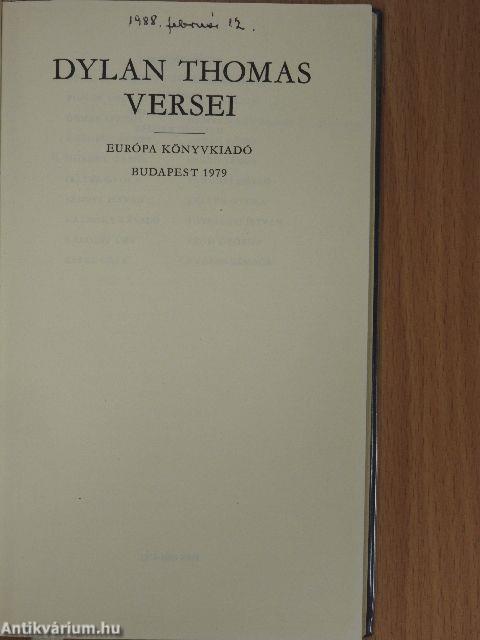 1988. február 12.
DYLAN THOMAS
VERSEI
EURÓPA KÖNYVKIADÓ
BUDAPEST 1979
Antikvárium.hu